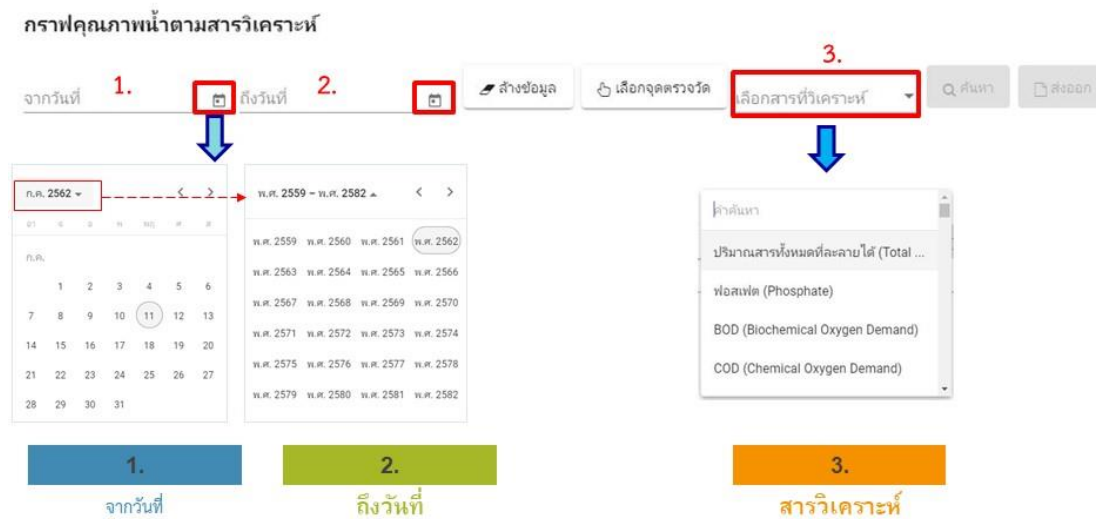 กราฟคุณภาพน้ำตามสารวิเคราะห์
3.
จากวันที่ 1. ถึงวันที่ 2. ล้างข้อมูล เลือกจุดตรวจวัด เลือกสารที่วิเคราะห์ ค้นหา ส่งออก
ก.ค. 2562
อา จ อ พ พฤ ศ ส
ก.ค.
1 2 3 4 5 6
7 8 9 10 11 12 13
14 15 16 17 18 19 20
21 22 23 24 25 26 27
28 29 30 31
พ.ศ. 2559 – พ.ศ. 2582
พ.ศ. 2559 พ.ศ. 2560 พ.ศ. 2561 พ.ศ. 2562
พ.ศ. 2563 พ.ศ. 2564 พ.ศ. 2565 พ.ศ. 2566
พ.ศ. 2567 พ.ศ. 2568 พ.ศ. 2569 พ.ศ. 2570
พ.ศ. 2571 พ.ศ. 2572 พ.ศ. 2573 พ.ศ. 2574
พ.ศ. 2575 พ.ศ. 2576 พ.ศ. 2577 พ.ศ. 2578
พ.ศ. 2579 พ.ศ. 2580 พ.ศ. 2581 พ.ศ. 2582
คำค้นหา
ปริมาณสารทั้งหมดที่ละลายได้ (Total ...
ฟอสเฟต (Phosphate)
BOD (Biochemical Oxygen Demand)
COD (Chemical Oxygen Demand)
1. 2. 3.
จากวันที่ ถึงวันที่ สารวิเคราะห์